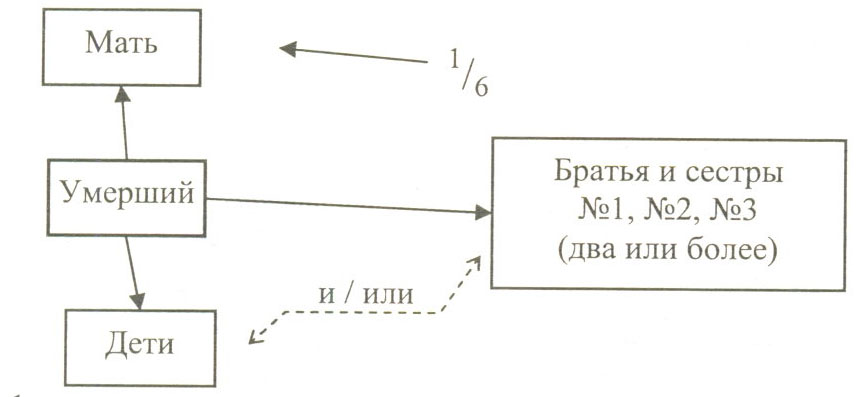 Мать
1/6
Умерший
Братья и сестры
№1, №2, №3
(два или более)
и / или
Дети